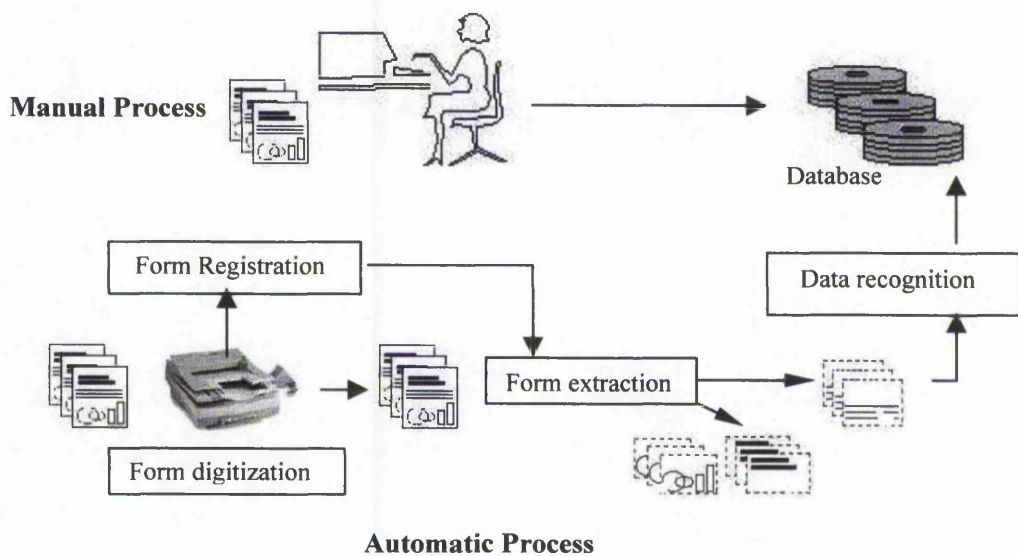 Manual Process
Database
Form Registration
Data recognition
Form extraction
Form digitization
Automatic Process